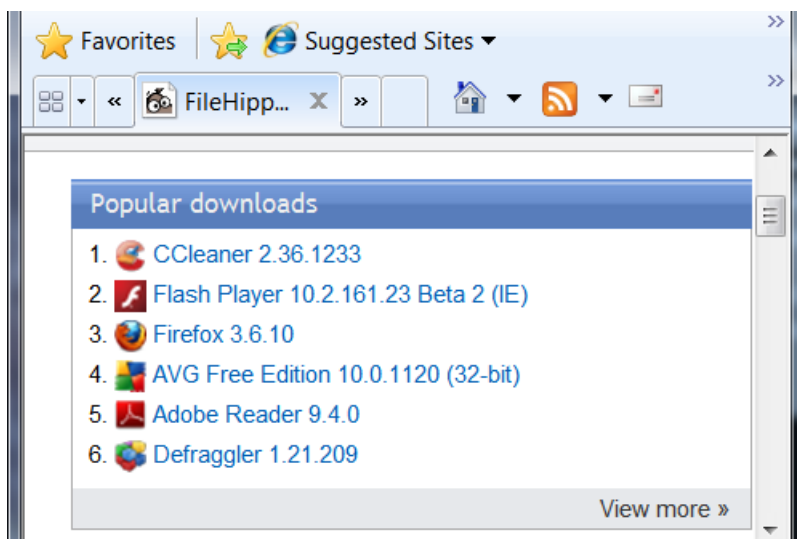 Favorites Suggested Sites
FileHipp...
Popular downloads
1. CCleaner 2.36.1233
2. Flash Player 10.2.161.23 Beta 2 (IE)
3. Firefox 3.6.10
4. AVG Free Edition 10.0.1120 (32-bit)
5. Adobe Reader 9.4.0
6. Defraggler 1.21.209
View more »